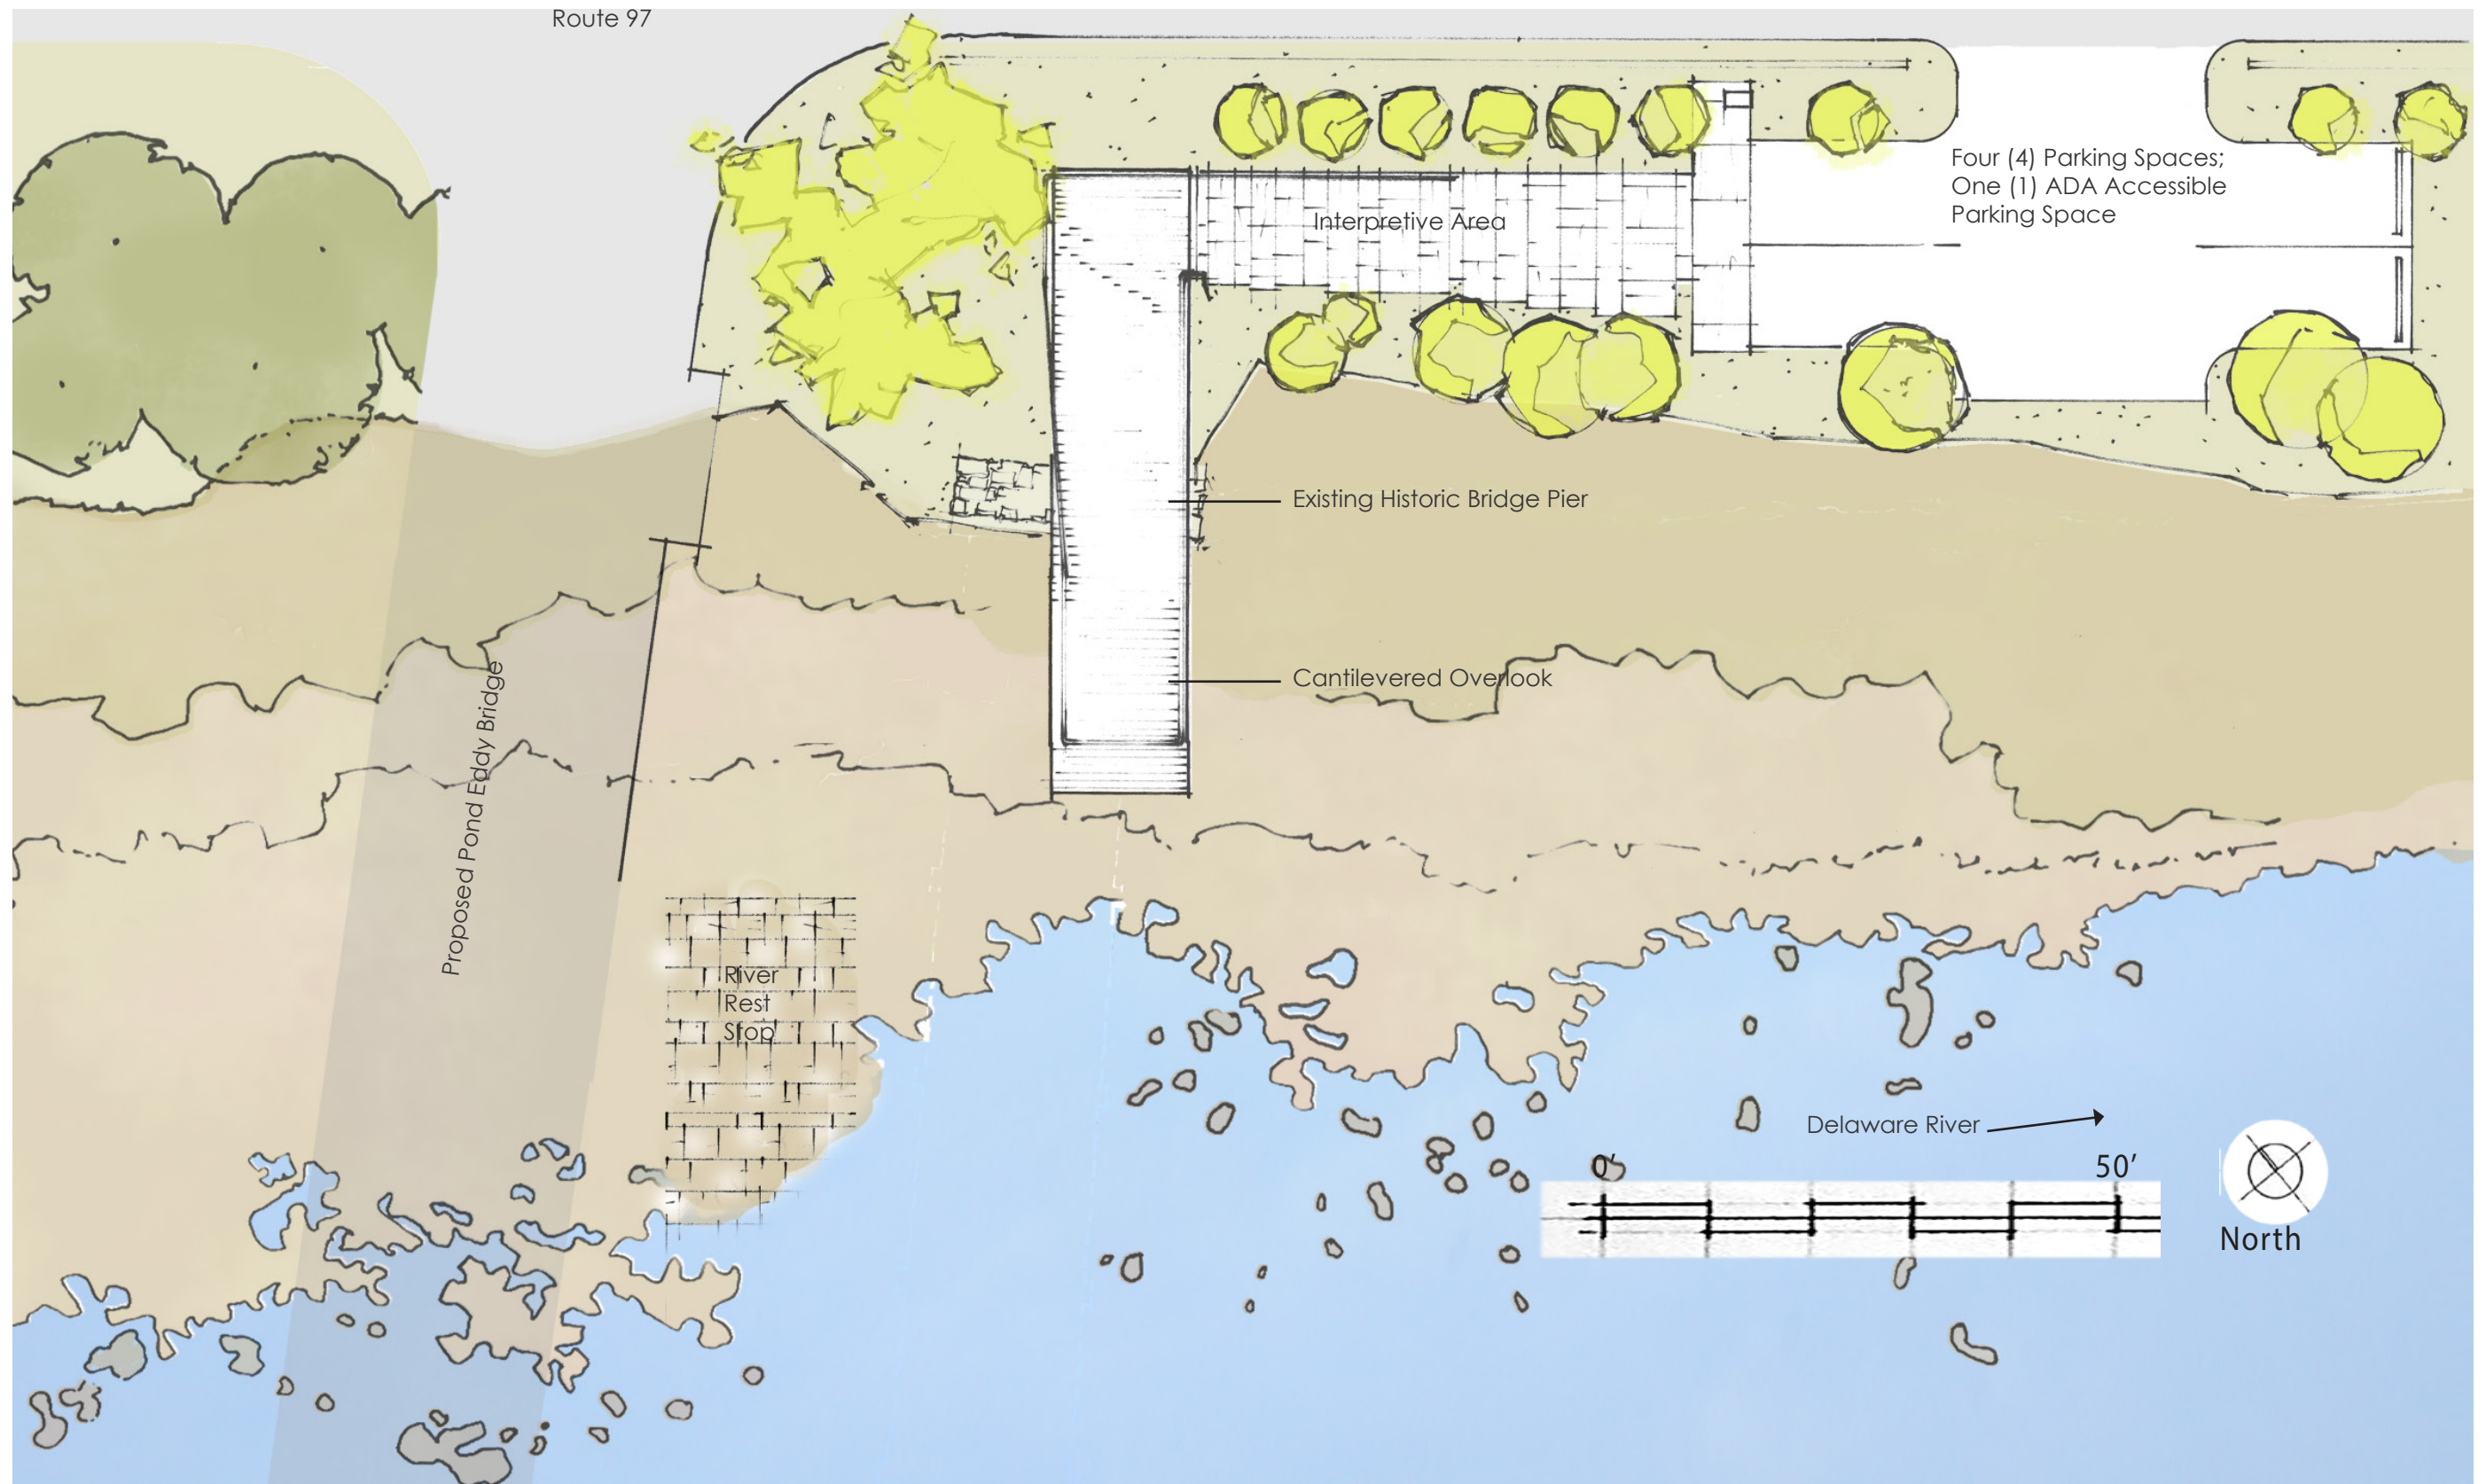 Route 97
Four (4) Parking Spaces;
One (1) ADA Accessible
Parking Space
Interpretive Area
Existing Historic Bridge Pier
Cantilevered Overlook
Proposed Pond Eddy Bridge
River
Rest
Stop
Delaware River
0’
50’
North